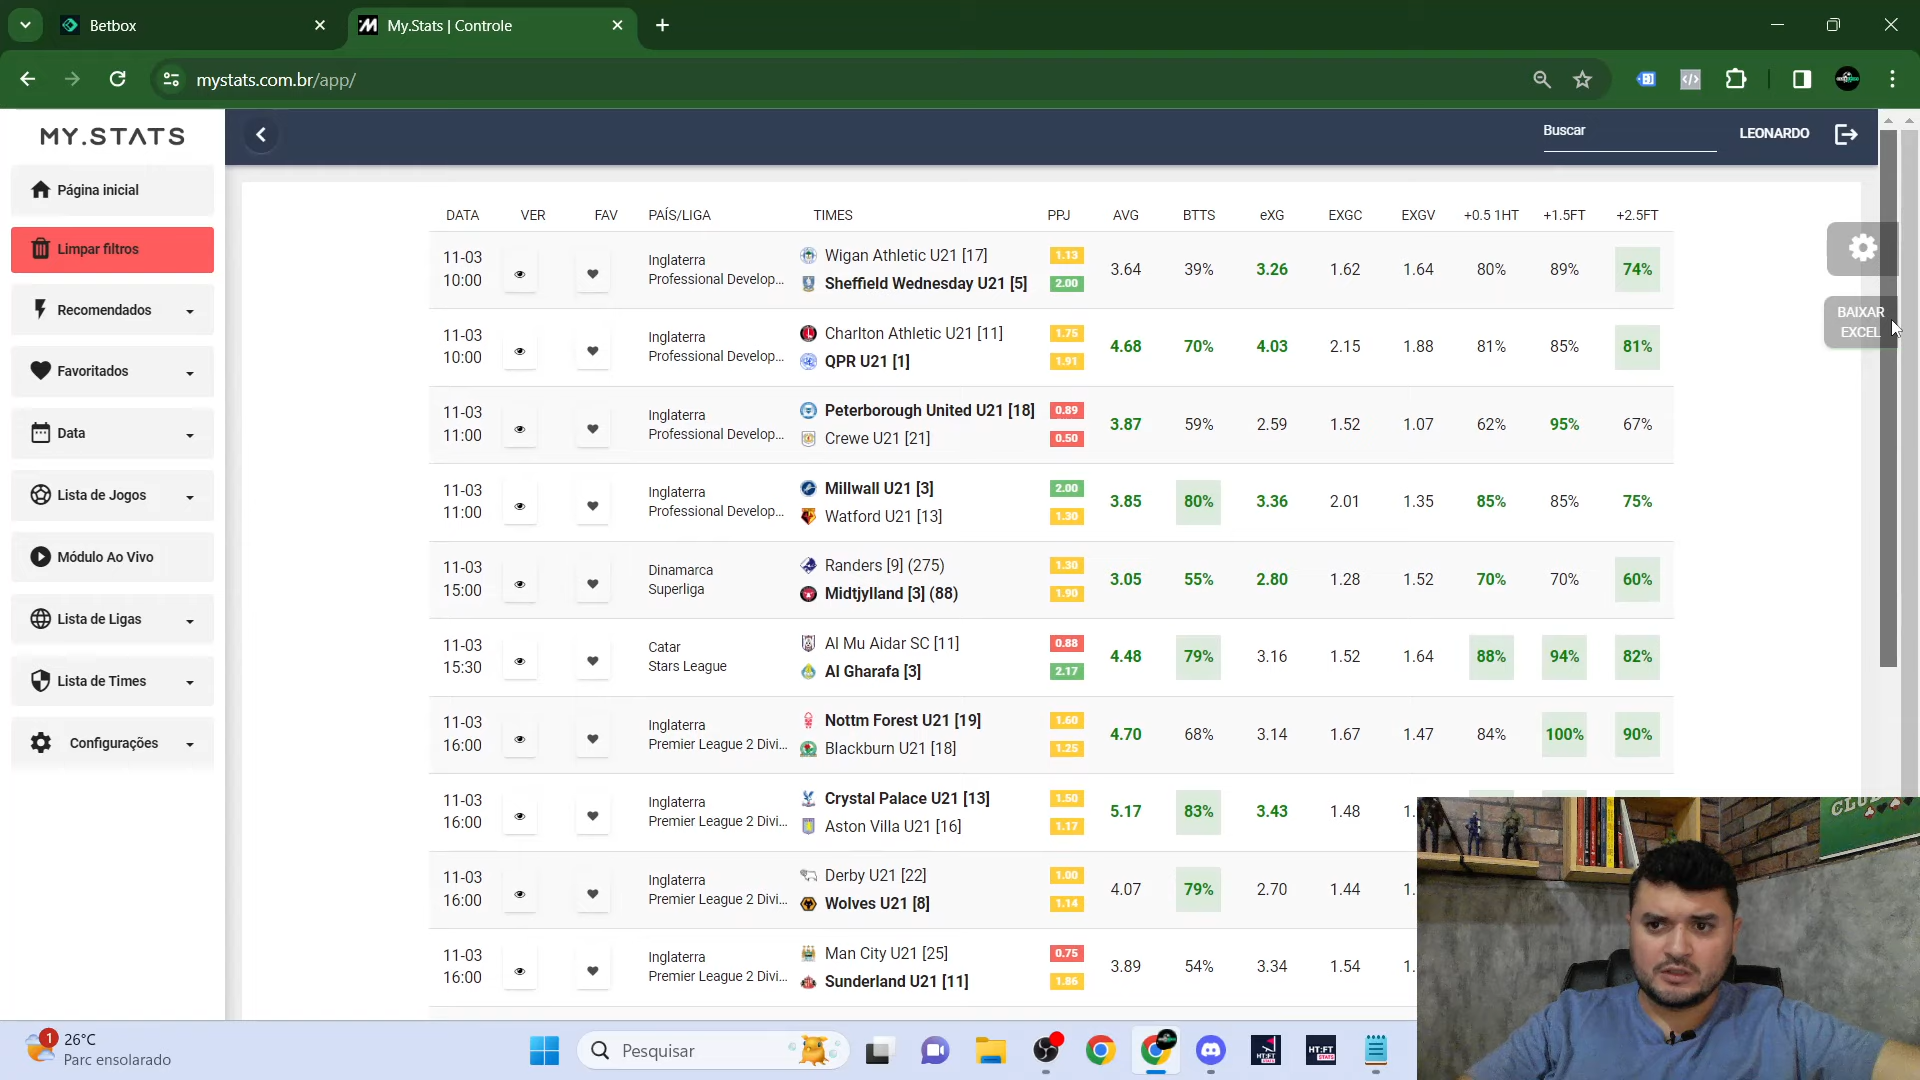 Betbox
My.Stats | Controle
mystats.com.br/app/
MY.STATS
Buscar
LEONARDO
Página inicial
Limpar filtros
Recomendados
Favoritados
Data
Lista de Jogos
Módulo Ao Vivo
Lista de Ligas
Lista de Times
Configurações
BAIXAR
EXCEL
DATA VER FAV PAÍS/LIGA TIMES PPJ AVG BTTS eXG EXGC EXGV +0.5 1HT +1.5FT +2.5FT
11-03 Inglaterra Wigan Athletic U21 [17] 1.13
10:00 Professional Develop... Sheffield Wednesday U21 [5] 2.00
3.64 39% 3.26 1.62 1.64 80% 89% 74%
11-03 Inglaterra Charlton Athletic U21 [11] 1.75
10:00 Professional Develop... QPR U21 [1] 1.91
4.68 70% 4.03 2.15 1.88 81% 85% 81%
11-03 Inglaterra Peterborough United U21 [18] 0.89
11:00 Professional Develop... Crewe U21 [21] 0.50
3.87 59% 2.59 1.52 1.07 62% 95% 67%
11-03 Inglaterra Millwall U21 [3] 2.00
11:00 Professional Develop... Watford U21 [13] 1.30
3.85 80% 3.36 2.01 1.35 85% 85% 75%
11-03 Dinamarca Randers [9] (275) 1.30
15:00 Superliga Midtjylland [3] (88) 1.90
3.05 55% 2.80 1.28 1.52 70% 70% 60%
11-03 Catar Al Mu Aidar SC [11] 0.88
15:30 Stars League Al Gharafa [3] 2.17
4.48 79% 3.16 1.52 1.64 88% 94% 82%
11-03 Inglaterra Nottm Forest U21 [19] 1.60
16:00 Premier League 2 Divi... Blackburn U21 [18] 1.25
4.70 68% 3.14 1.67 1.47 84% 100% 90%
11-03 Inglaterra Crystal Palace U21 [13] 1.50
16:00 Premier League 2 Divi... Aston Villa U21 [16] 1.17
5.17 83% 3.43 1.48 1.
11-03 Inglaterra Derby U21 [22] 1.00
16:00 Premier League 2 Divi... Wolves U21 [8] 1.14
4.07 79% 2.70 1.44 1.
11-03 Inglaterra Man City U21 [25] 0.75
16:00 Premier League 2 Divi... Sunderland U21 [11] 1.86
3.89 54% 3.34 1.54 1.
1
26°C
Parc ensolarado
Pesquisar
HT:FT
HT:FT
STATS